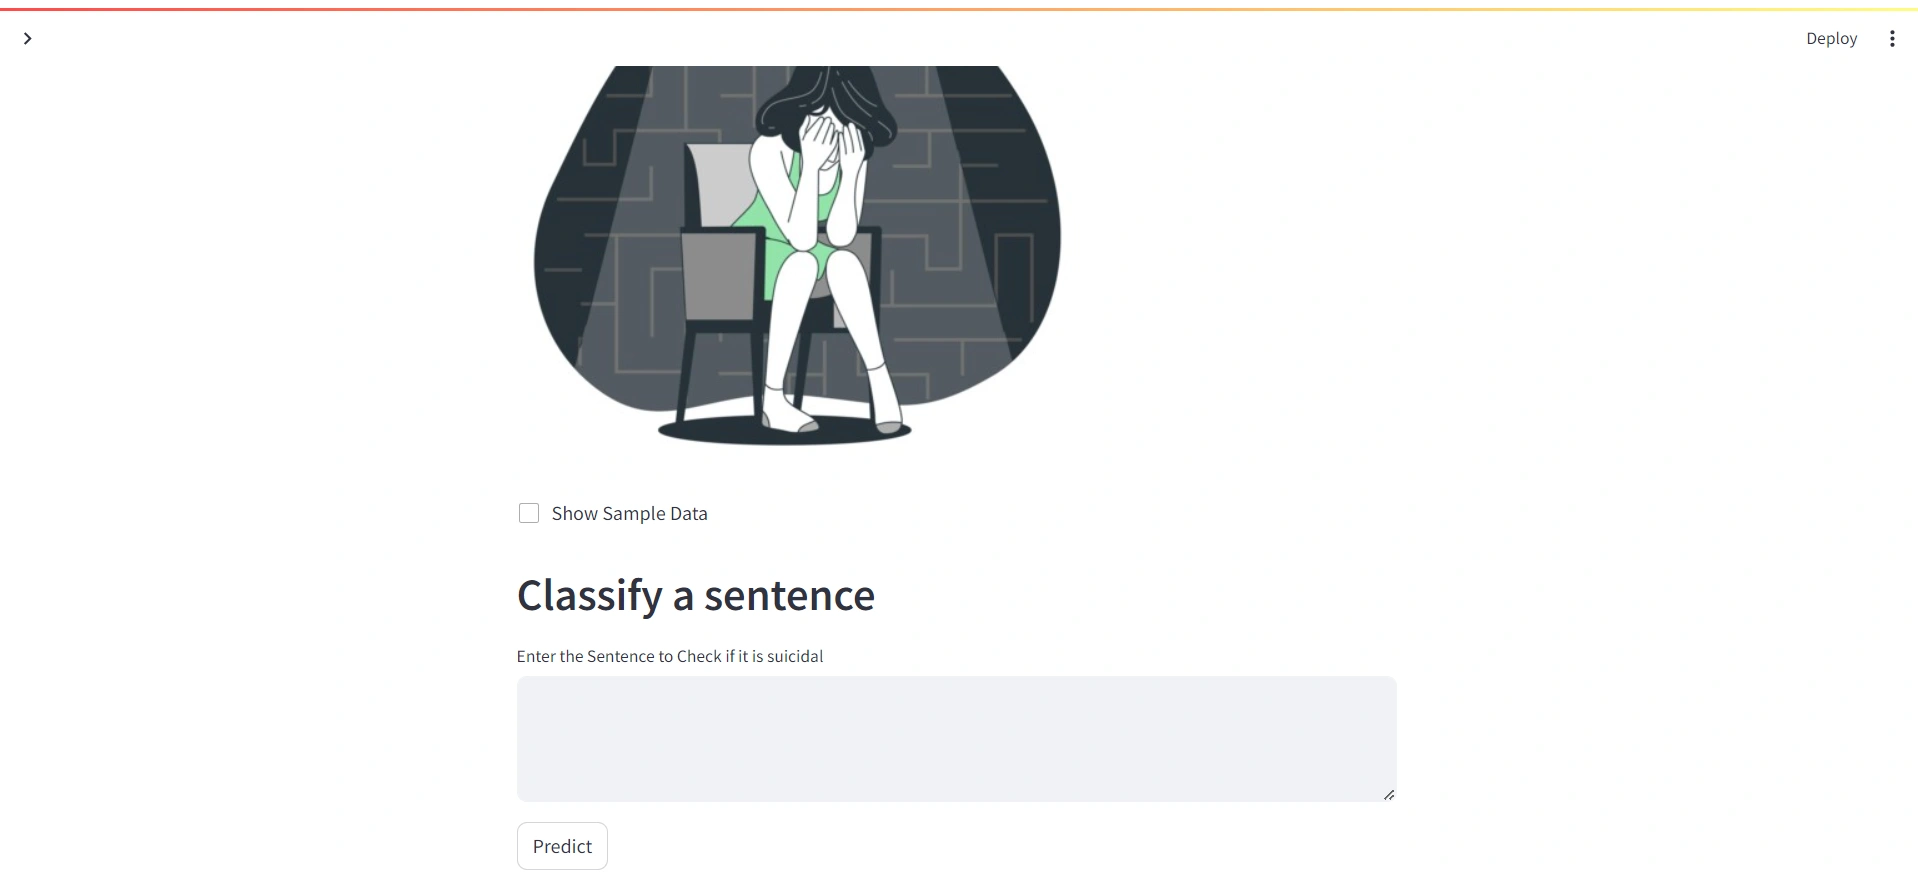 Deploy
Show Sample Data
Classify a sentence
Enter the Sentence to Check if it is suicidal
Predict